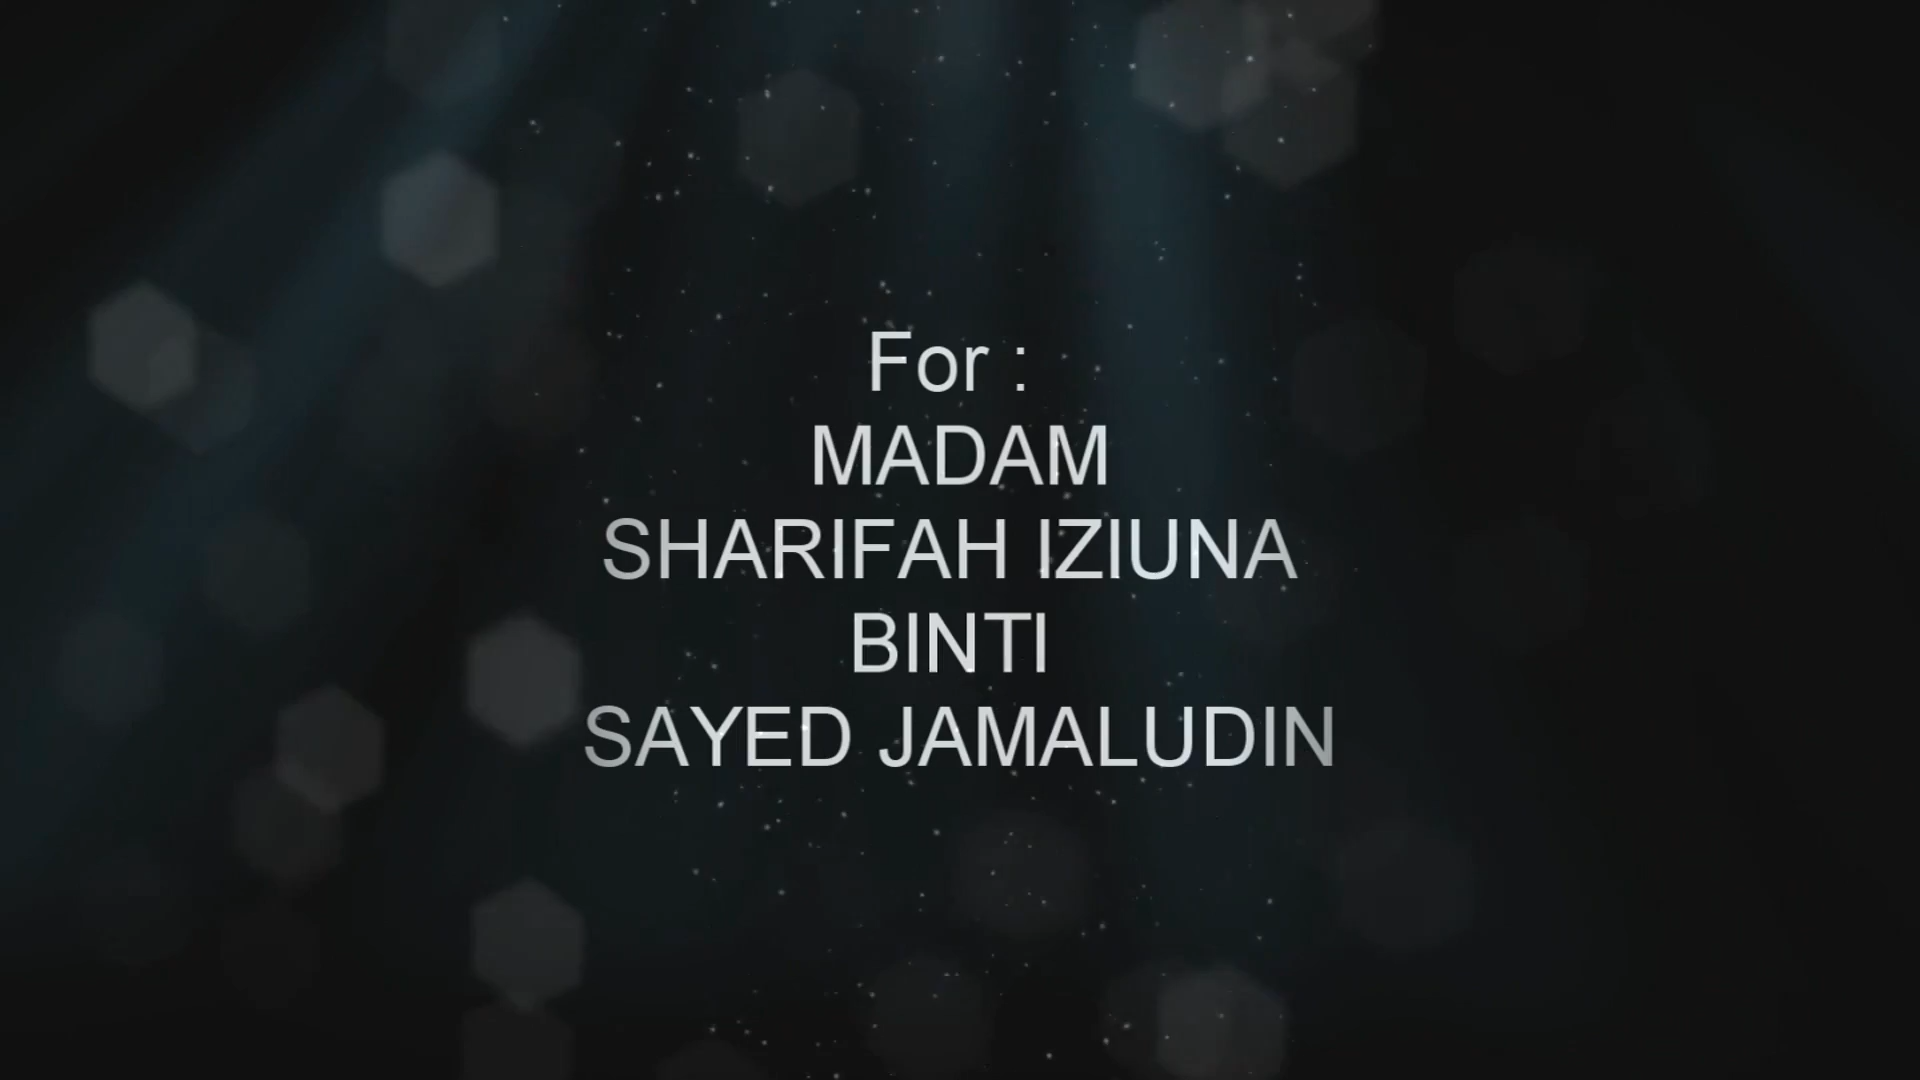 For :
MADAM
SHARIFAH IZIUNA
BINTI
SAYED JAMALUDIN